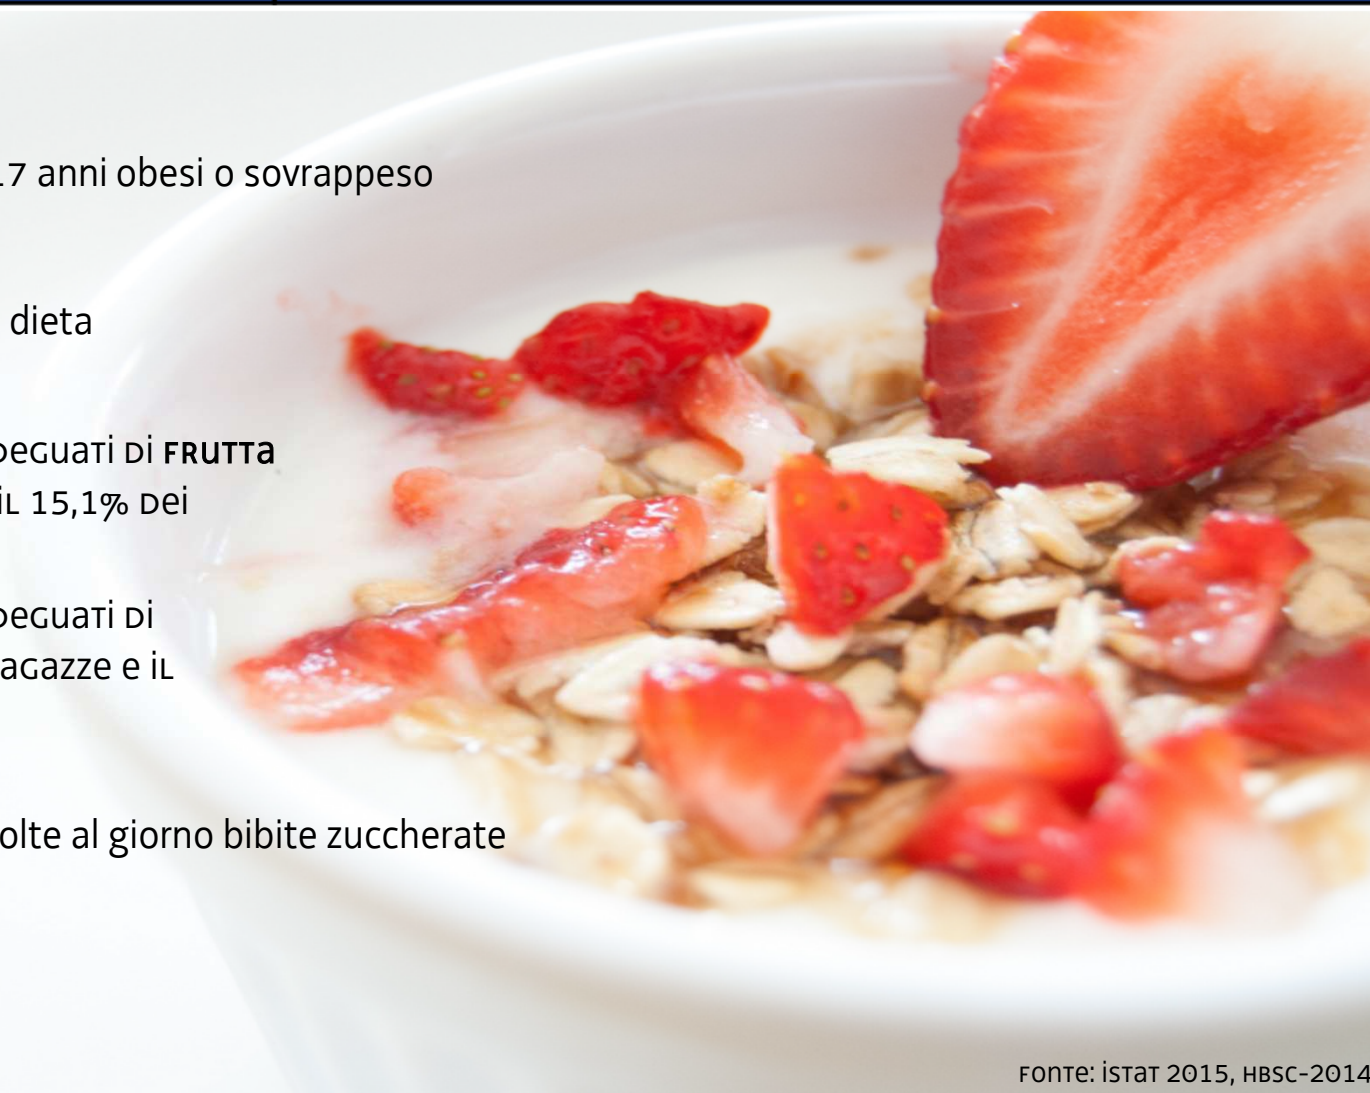 17 anni obesi o sovrappeso
dieta
deguati di frutta
il 15,1% dei
deguati di
agazze e il
olte al giorno bibite zuccherate
Fonte: istat 2015, HBSC-2014